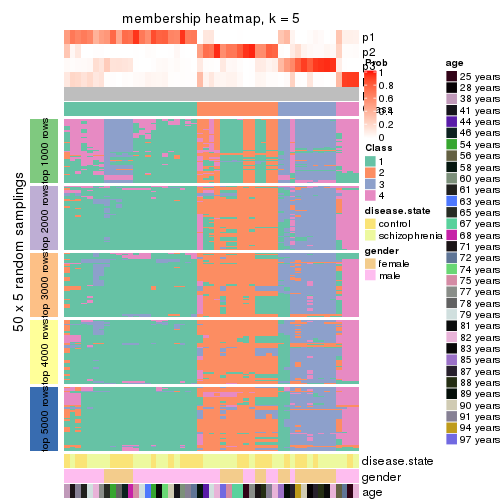 membership heatmap, k = 5
p1
p2
p3
Prob
1
0.8
0.6
0.4
0.2
0
Class
1
2
3
4
disease.state
control
schizophrenia
gender
female
male
age
25 years
28 years
38 years
41 years
44 years
46 years
54 years
56 years
58 years
60 years
61 years
63 years
65 years
67 years
68 years
71 years
72 years
74 years
75 years
77 years
78 years
79 years
81 years
82 years
83 years
85 years
87 years
88 years
89 years
90 years
91 years
94 years
97 years
50 x 5 random samplings
top 1000 rows
top 2000 rows
top 3000 rows
top 4000 rows
top 5000 rows
disease.state
gender
age